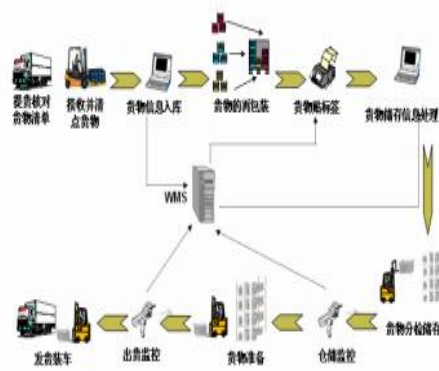 提货核对
货物清单
接收并清
点货物
货物信息入库
货物的再包装
货物贴标签
货物储存信息处理
WMS
货物分检储存
发货装车
出货监控
货物准备
仓储监控